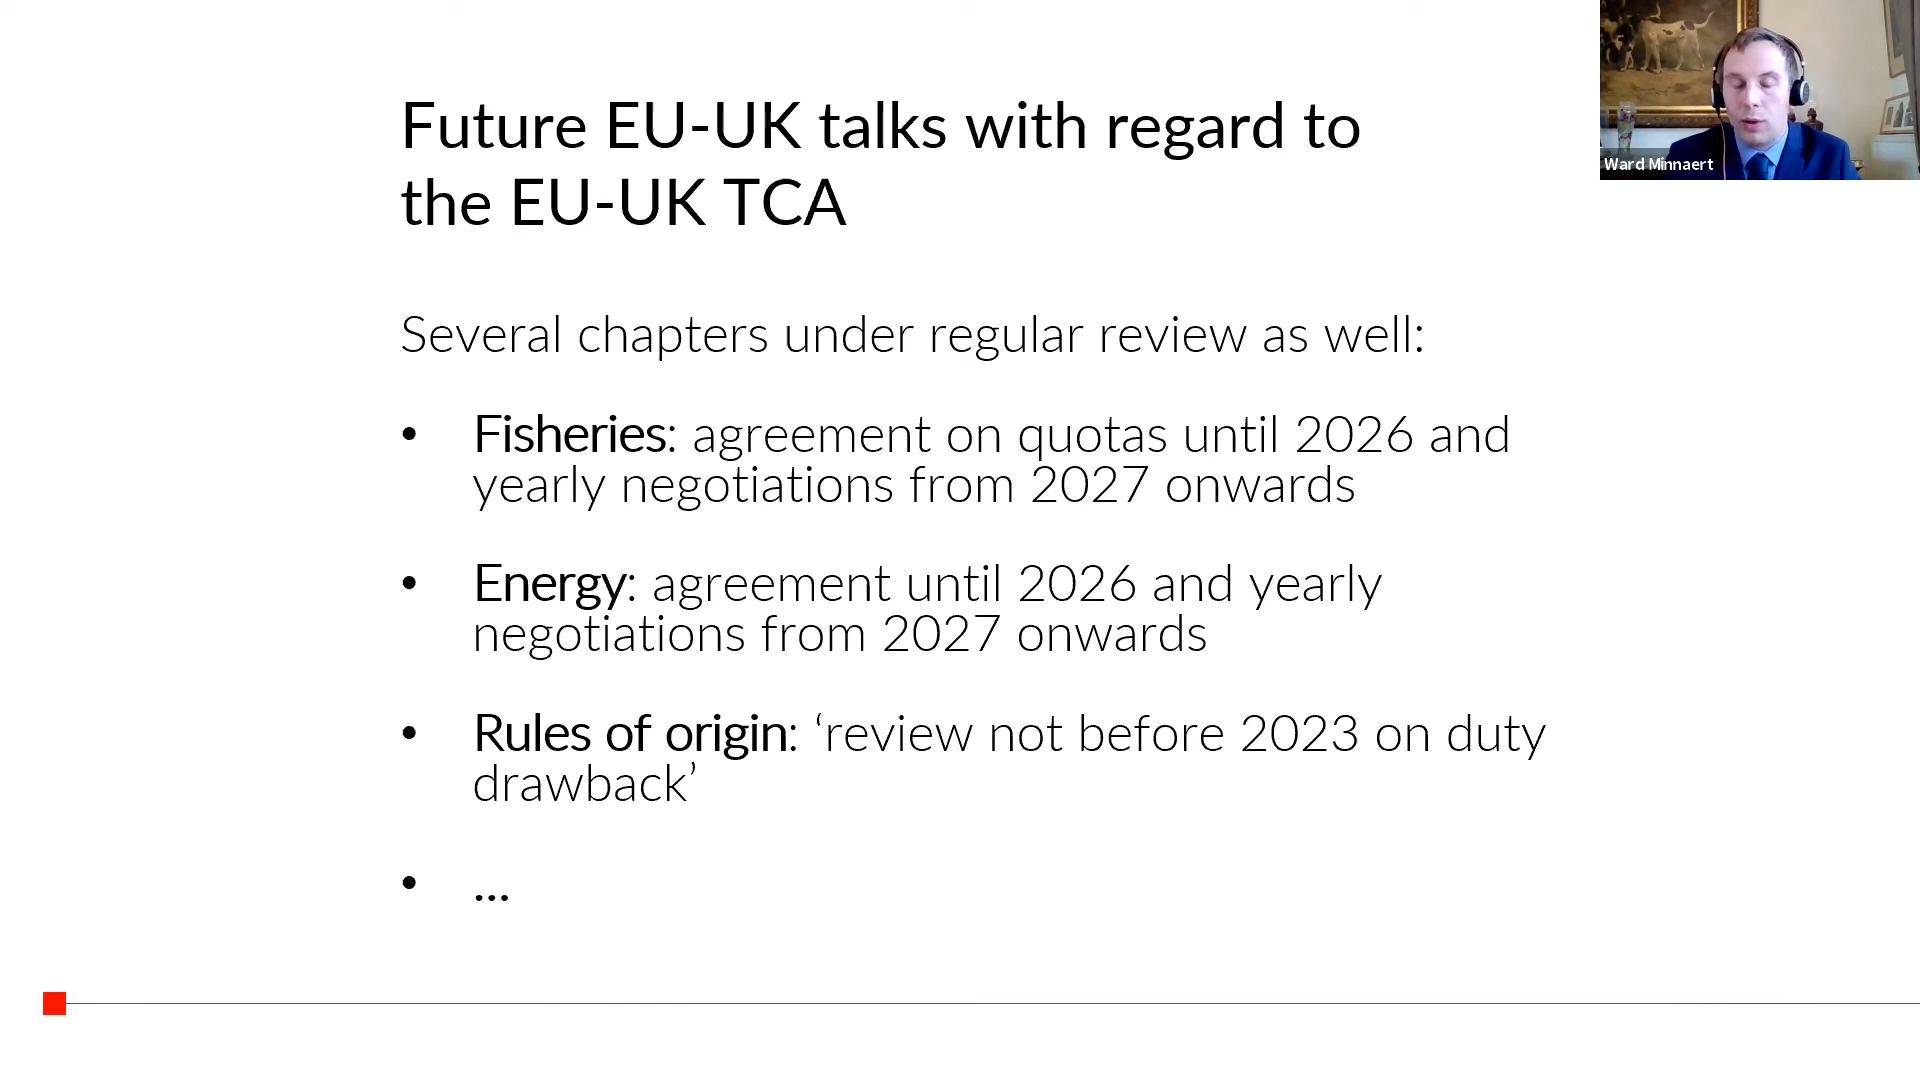 Future EU-UK talks with regard to
the EU-UK TCA
Several chapters under regular review as well:
• Fisheries: agreement on quotas until 2026 and
yearly negotiations from 2027 onwards
• Energy: agreement until 2026 and yearly
negotiations from 2027 onwards
• Rules of origin: ‘review not before 2023 on duty
drawback’
• ...
Ward Minnaert